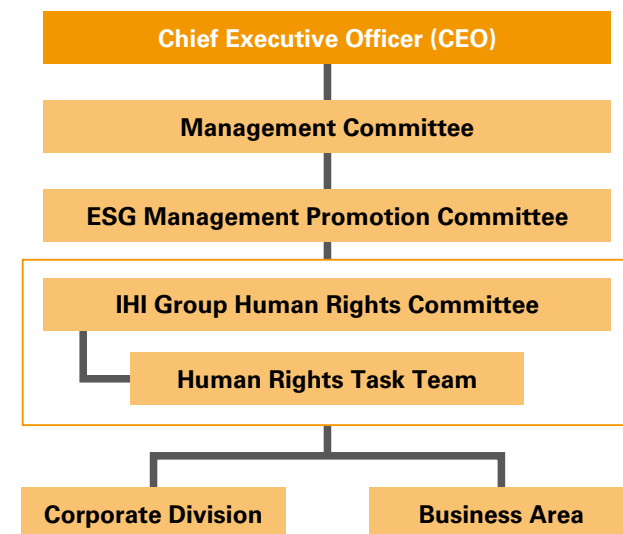 Chief Executive Officer (CEO)
Management Committee
ESG Management Promotion Committee
IHI Group Human Rights Committee
Human Rights Task Team
Corporate Division
Business Area